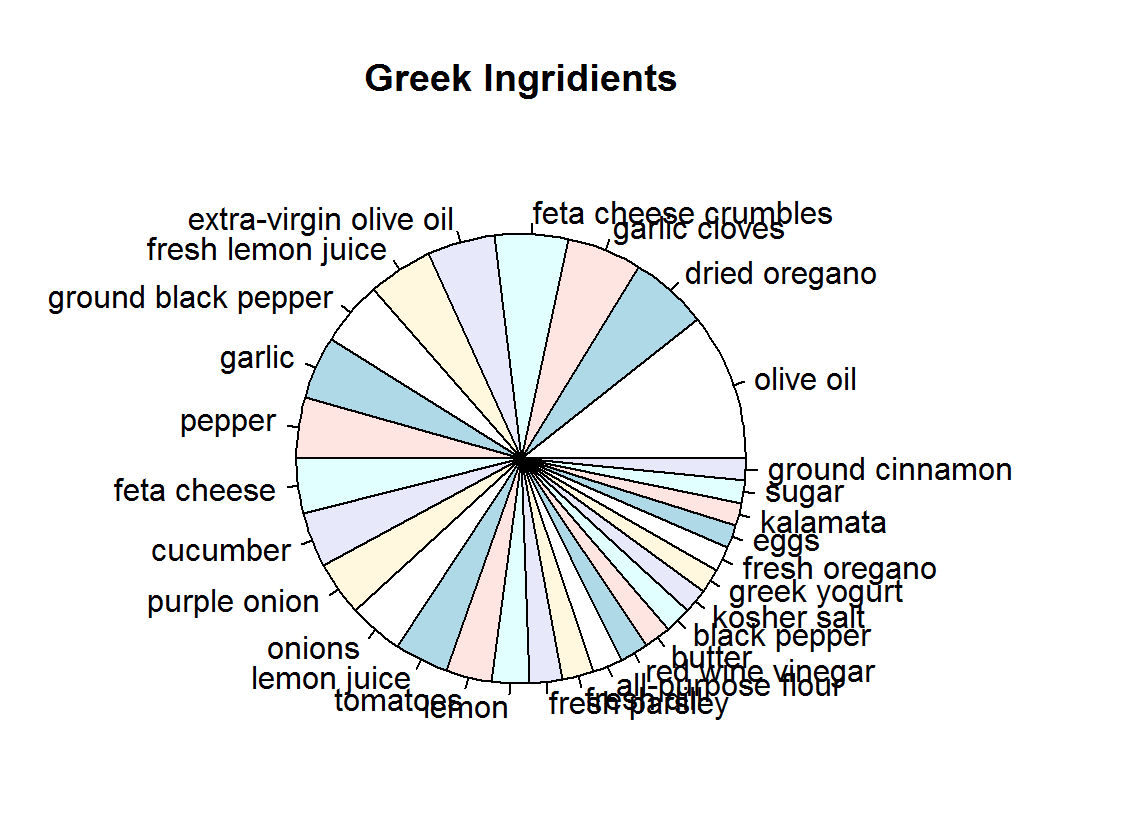 Greek Ingridients
feta cheese crumbles
extra-virgin olive oil
garlic cloves
fresh lemon juice
dried oregano
ground black pepper
garlic
olive oil
pepper
ground cinnamon
feta cheese
sugar
kalamata
eggs
cucumber
fresh oregano
greek yogurt
purple onion
kosher salt
black pepper
onions
butter
red wine vinegar
lemon juice
all-purpose flour
tomatoes
fresh dill
lemon
fresh parsley